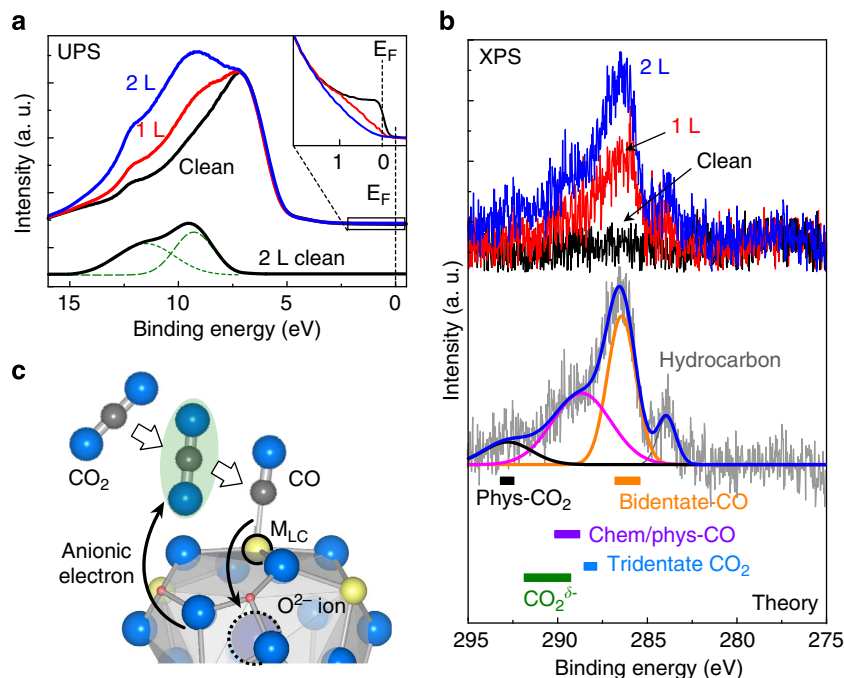 a
UPS
E_F
2 L
1 L
Clean
1
0
E_F
2 L clean
Intensity (a. u.)
15
10
5
0
Binding energy (eV)
b
XPS
2 L
1 L
Clean
Hydrocarbon
Intensity (a. u.)
Phys-CO₂
Bidentate-CO
Chem/phys-CO
Tridentate CO₂
CO₂^δ-
Theory
295
290
285
280
275
Binding energy (eV)
c
CO₂
CO
M_LC
Anionic
electron
O²⁻ ion